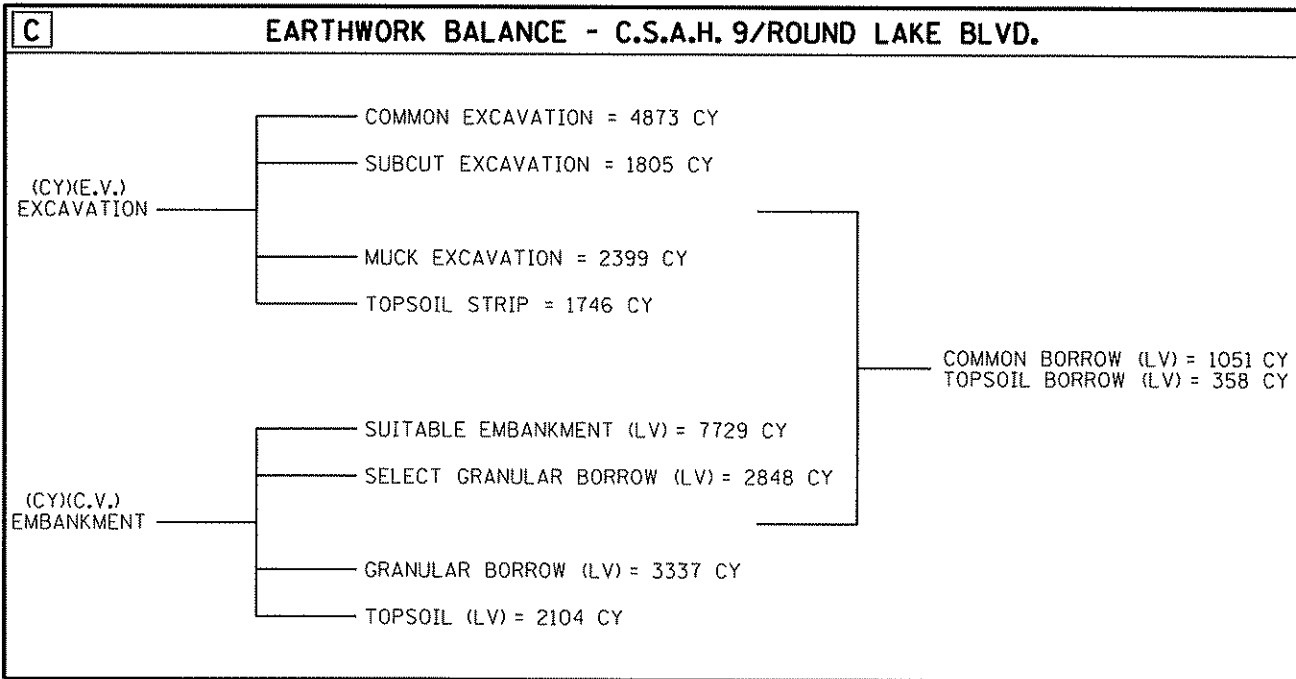 C
EARTHWORK BALANCE - C.S.A.H. 9/ROUND LAKE BLVD.
(CY)(E.V.)
EXCAVATION
COMMON EXCAVATION = 4873 CY
SUBCUT EXCAVATION = 1805 CY
MUCK EXCAVATION = 2399 CY
TOPSOIL STRIP = 1746 CY
(CY)(C.V.)
EMBANKMENT
SUITABLE EMBANKMENT (LV) = 7729 CY
SELECT GRANULAR BORROW (LV) = 2848 CY
GRANULAR BORROW (LV) = 3337 CY
TOPSOIL (LV) = 2104 CY
COMMON BORROW (LV) = 1051 CY
TOPSOIL BORROW (LV) = 358 CY